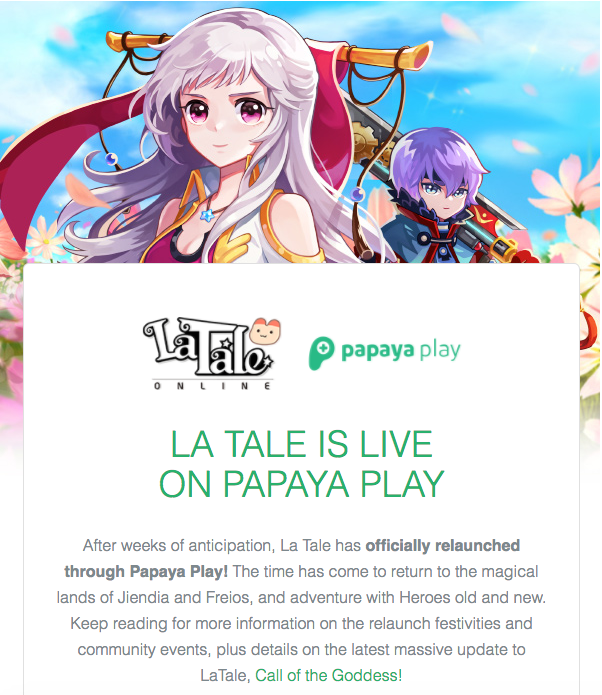 LaTale
ONLINE
papaya play
LA TALE IS LIVE
ON PAPAYA PLAY
After weeks of anticipation, La Tale has officially relaunched
through Papaya Play! The time has come to return to the magical
lands of Jiendia and Freios, and adventure with Heroes old and new.
Keep reading for more information on the relaunch festivities and
community events, plus details on the latest massive update to
LaTale, Call of the Goddess!